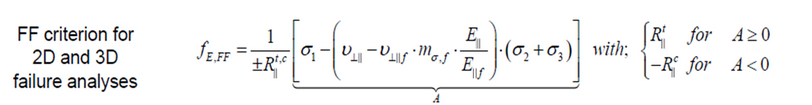 FF criterion for
2D and 3D
failure analyses
f_{E,FF} = \frac{1}{\pm R_{\parallel}^{t,c}} \underbrace{\left[ \sigma_1 - \left( \upsilon_{\perp\parallel} - \upsilon_{\perp\parallel f} \cdot m_{\sigma,f} \cdot \frac{E_{\parallel}}{E_{\parallel f}} \right) \cdot (\sigma_2 + \sigma_3) \right]}_{A} with; \begin{cases} R_{\parallel}^{t} & for \quad A \geq 0 \\ -R_{\parallel}^{c} & for \quad A < 0 \end{cases}